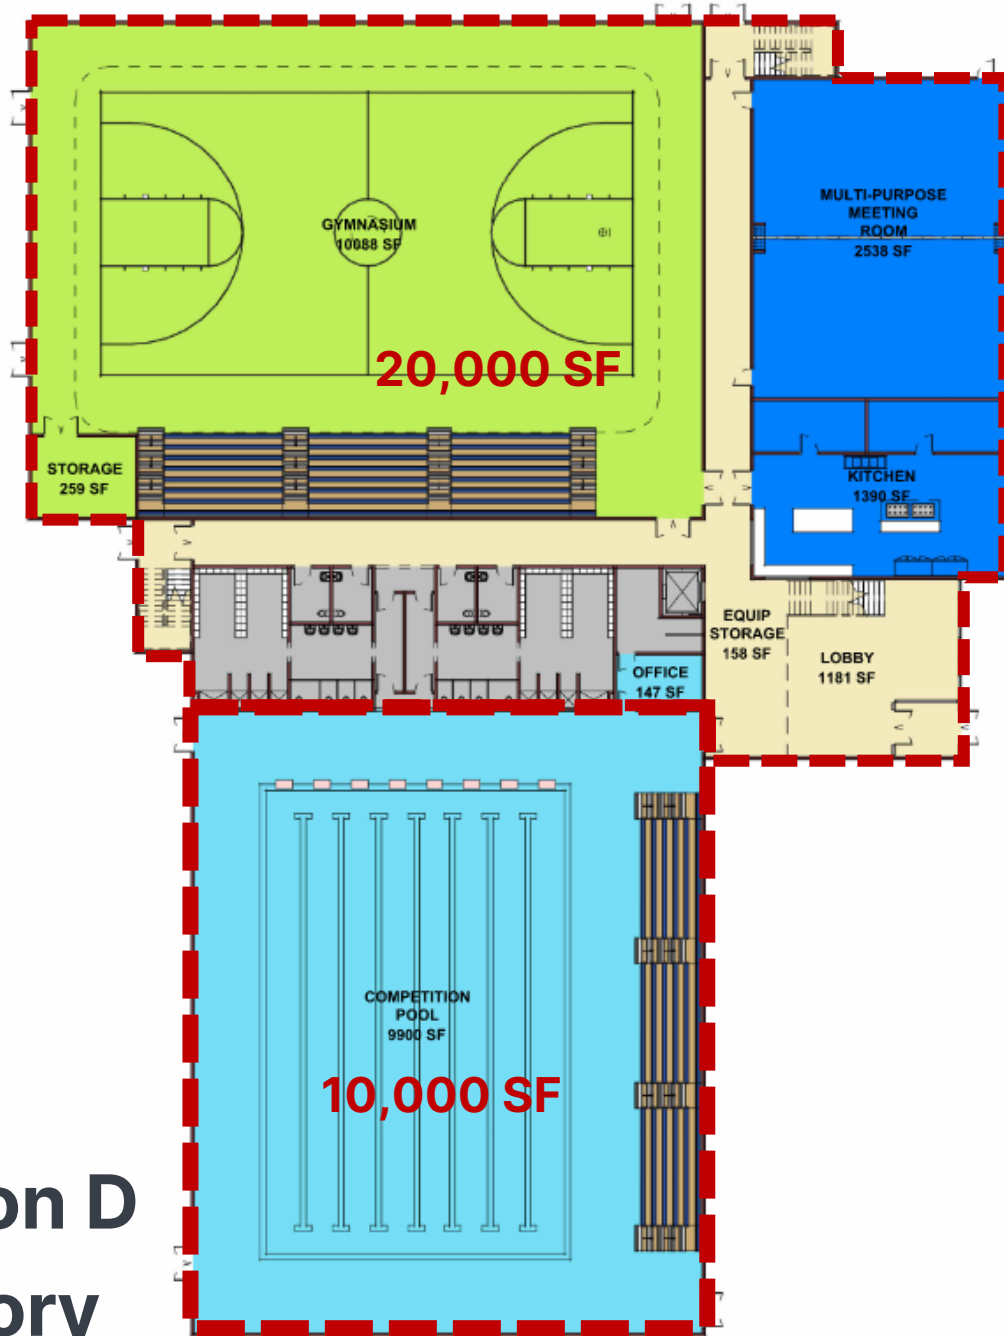 MULTI-PURPOSE
MEETING
ROOM
2538 SF
GYMNASIUM
10088 SF
20,000 SF
STORAGE
259 SF
KITCHEN
1390 SF
EQUIP
STORAGE
158 SF
LOBBY
1181 SF
OFFICE
147 SF
COMPETITION
POOL
9900 SF
10,000 SF
on D
ory